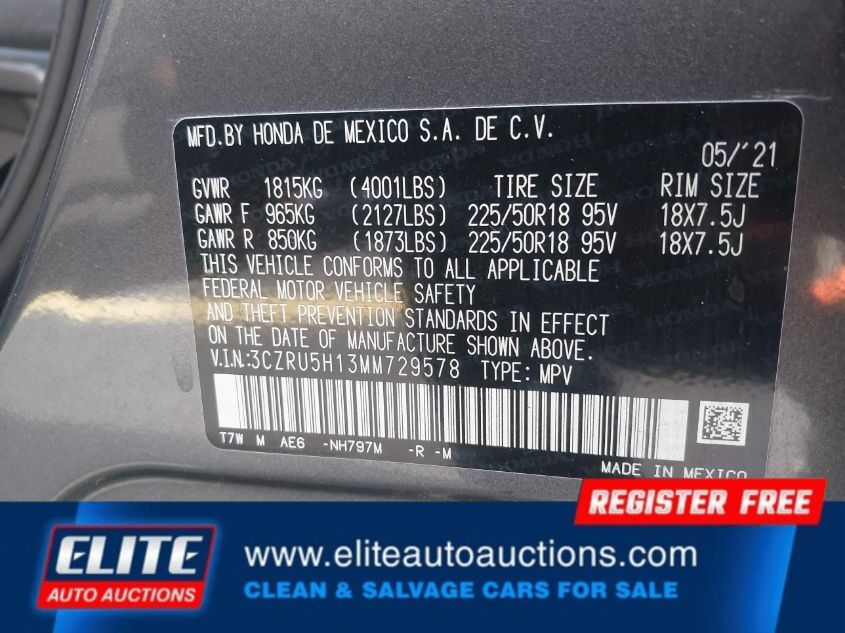 MFD.BY HONDA DE MEXICO S.A. DE C.V.
05/'21
GVWR 1815KG (4001LBS) TIRE SIZE RIM SIZE
GAWR F 965KG (2127LBS) 225/50R18 95V 18X7.5J
GAWR R 850KG (1873LBS) 225/50R18 95V 18X7.5J
THIS VEHICLE CONFORMS TO ALL APPLICABLE
FEDERAL MOTOR VEHICLE SAFETY
AND THEFT PREVENTION STANDARDS IN EFFECT
ON THE DATE OF MANUFACTURE SHOWN ABOVE.
V.I.N:3CZRU5H13MM729578 TYPE: MPV
T7W M AE6 -NH797M -R -M
MADE IN MEXICO
REGISTER FREE
ELITE
AUTO AUCTIONS
www.eliteautoauctions.com
CLEAN & SALVAGE CARS FOR SALE